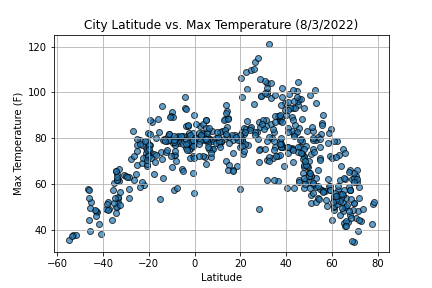 City Latitude vs. Max Temperature (8/3/2022)
120
100
80
60
40
Max Temperature (F)
−60 −40 −20 0 20 40 60 80
Latitude